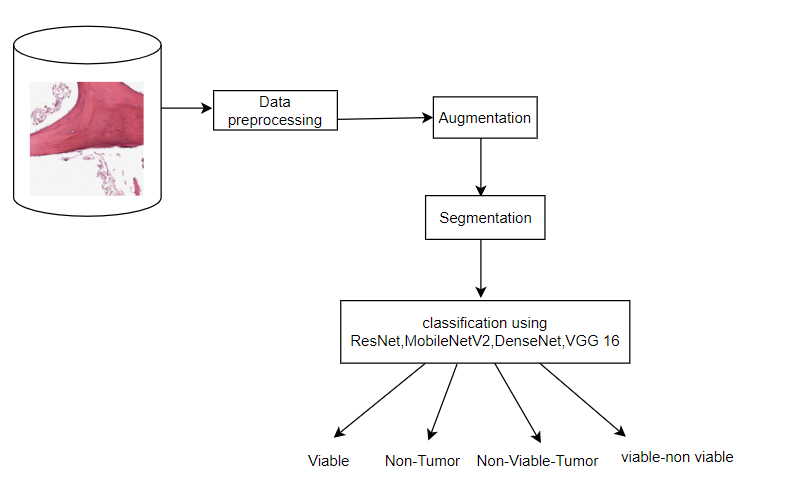 Data
preprocessing
Augmentation
Segmentation
classification using
ResNet,MobileNetV2,DenseNet,VGG 16
Viable
Non-Tumor
Non-Viable-Tumor
viable-non viable